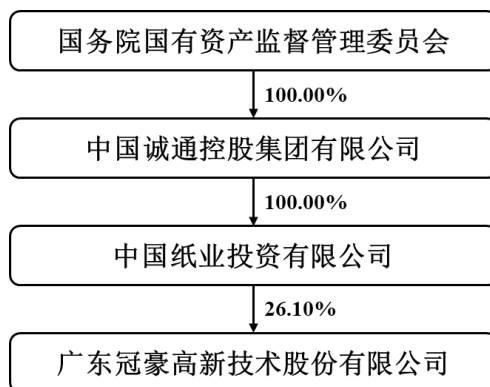 国务院国有资产监督管理委员会
100.00%
中国诚通控股集团有限公司
100.00%
中国纸业投资有限公司
26.10%
广东冠豪高新技术股份有限公司